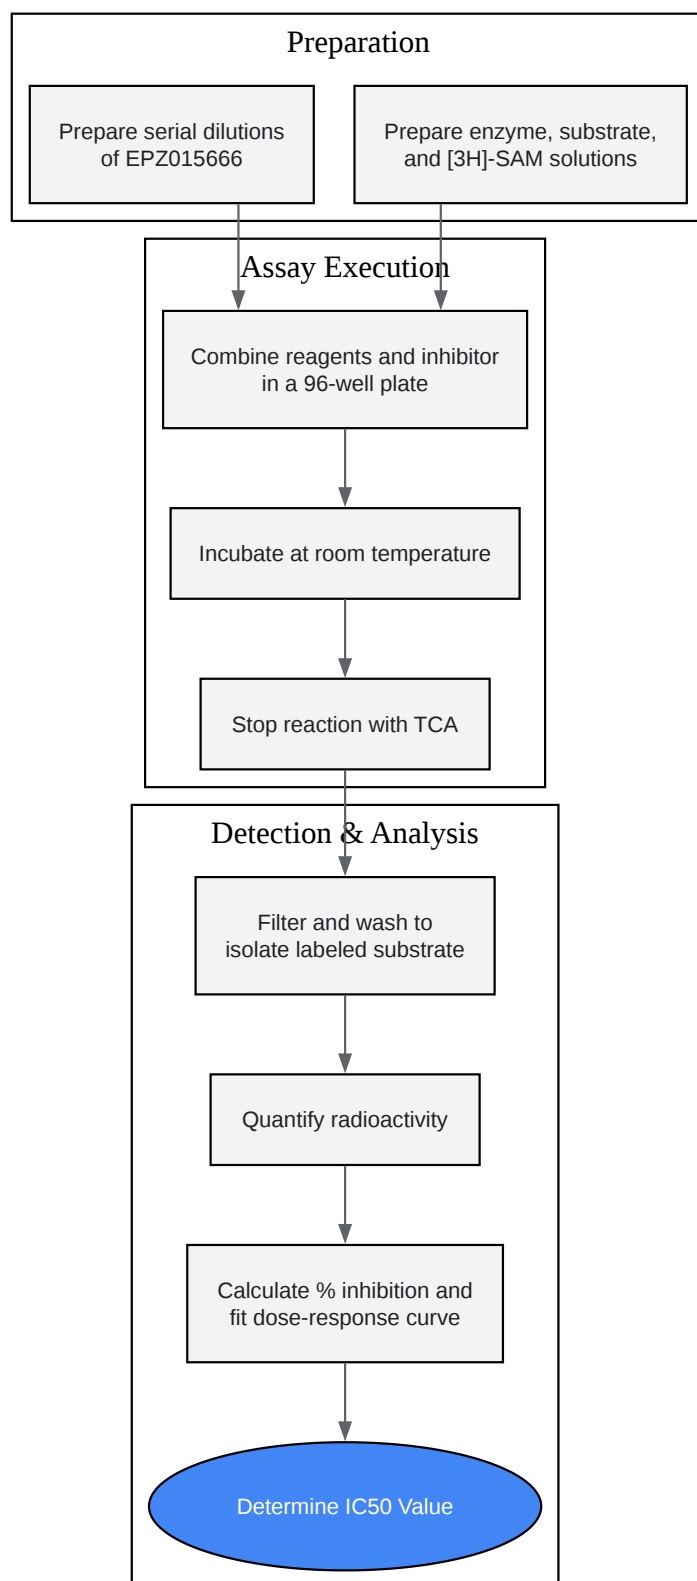 Preparation
Prepare serial dilutions
of EPZ015666
Prepare enzyme, substrate,
and [3H]-SAM solutions
Assay Execution
Combine reagents and inhibitor
in a 96-well plate
Incubate at room temperature
Stop reaction with TCA
Detection & Analysis
Filter and wash to
isolate labeled substrate
Quantify radioactivity
Calculate % inhibition and
fit dose-response curve
Determine IC50 Value